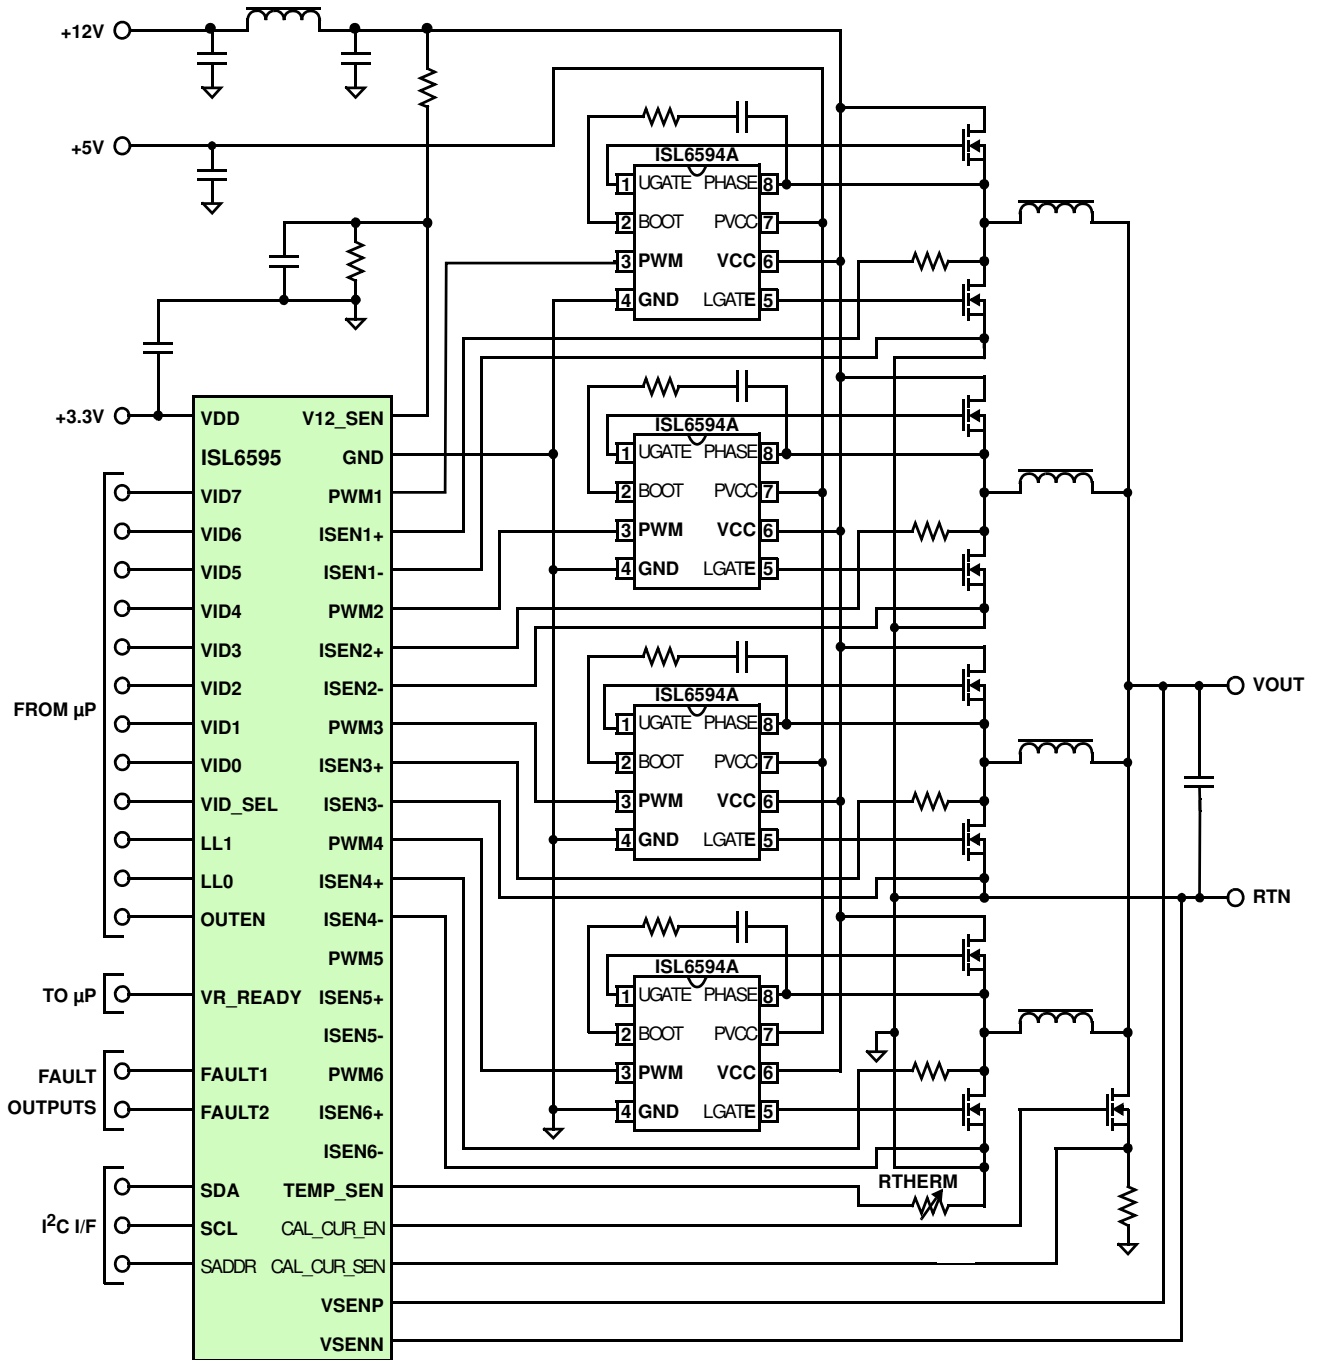 +12V
+5V
+3.3V
ISL6594A
1 UGATE PHASE 8
2 BOOT PVCC 7
3 PWM VCC 6
4 GND LGATE 5
ISL6594A
1 UGATE PHASE 8
2 BOOT PVCC 7
3 PWM VCC 6
4 GND LGATE 5
ISL6594A
1 UGATE PHASE 8
2 BOOT PVCC 7
3 PWM VCC 6
4 GND LGATE 5
ISL6594A
1 UGATE PHASE 8
2 BOOT PVCC 7
3 PWM VCC 6
4 GND LGATE 5
VDD V12_SEN
ISL6595 GND
VID7 PWM1
VID6 ISEN1+
VID5 ISEN1-
VID4 PWM2
VID3 ISEN2+
VID2 ISEN2-
VID1 PWM3
VID0 ISEN3+
VID_SEL ISEN3-
LL1 PWM4
LL0 ISEN4+
OUTEN ISEN4-
PWM5
VR_READY ISEN5+
ISEN5-
FAULT1 PWM6
FAULT2 ISEN6+
ISEN6-
SDA TEMP_SEN
SCL CAL_CUR_EN
SADDR CAL_CUR_SEN
VSENP
VSENN
FROM µP
TO µP
FAULT
OUTPUTS
I2C I/F
RTHERM
VOUT
RTN